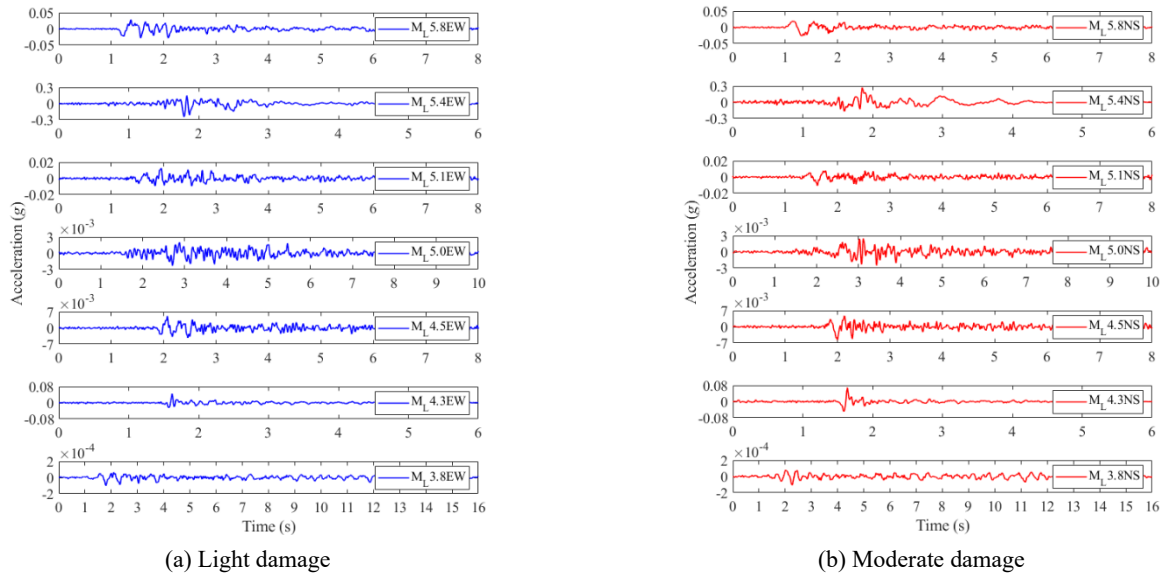 0.05
0
-0.05
M_L 5.8EW
0 1 2 3 4 5 6 7 8
0.3
0
-0.3
M_L 5.4EW
0 1 2 3 4 5 6
0.02
0
-0.02
M_L 5.1EW
0 1 2 3 4 5 6 7 8 9 10
×10⁻³
3
0
-3
M_L 5.0EW
0 1 2 3 4 5 6 7 8 9 10
×10⁻³
7
0
-7
M_L 4.5EW
0 1 2 3 4 5 6 7 8
0.08
0
-0.08
M_L 4.3EW
0 1 2 3 4 5 6
×10⁻⁴
2
0
-2
M_L 3.8EW
0 1 2 3 4 5 6 7 8 9 10 11 12 13 14 15 16
Acceleration (g)
Time (s)
(a) Light damage
0.05
0
-0.05
M_L 5.8NS
0 1 2 3 4 5 6 7 8
0.3
0
-0.3
M_L 5.4NS
0 1 2 3 4 5 6
0.02
0
-0.02
M_L 5.1NS
0 1 2 3 4 5 6 7 8 9 10
×10⁻³
3
0
-3
M_L 5.0NS
0 1 2 3 4 5 6 7 8 9 10
×10⁻³
7
0
-7
M_L 4.5NS
0 1 2 3 4 5 6 7 8
0.08
0
-0.08
M_L 4.3NS
0 1 2 3 4 5 6
×10⁻⁴
2
0
-2
M_L 3.8NS
0 1 2 3 4 5 6 7 8 9 10 11 12 13 14 15 16
Acceleration (g)
Time (s)
(b) Moderate damage